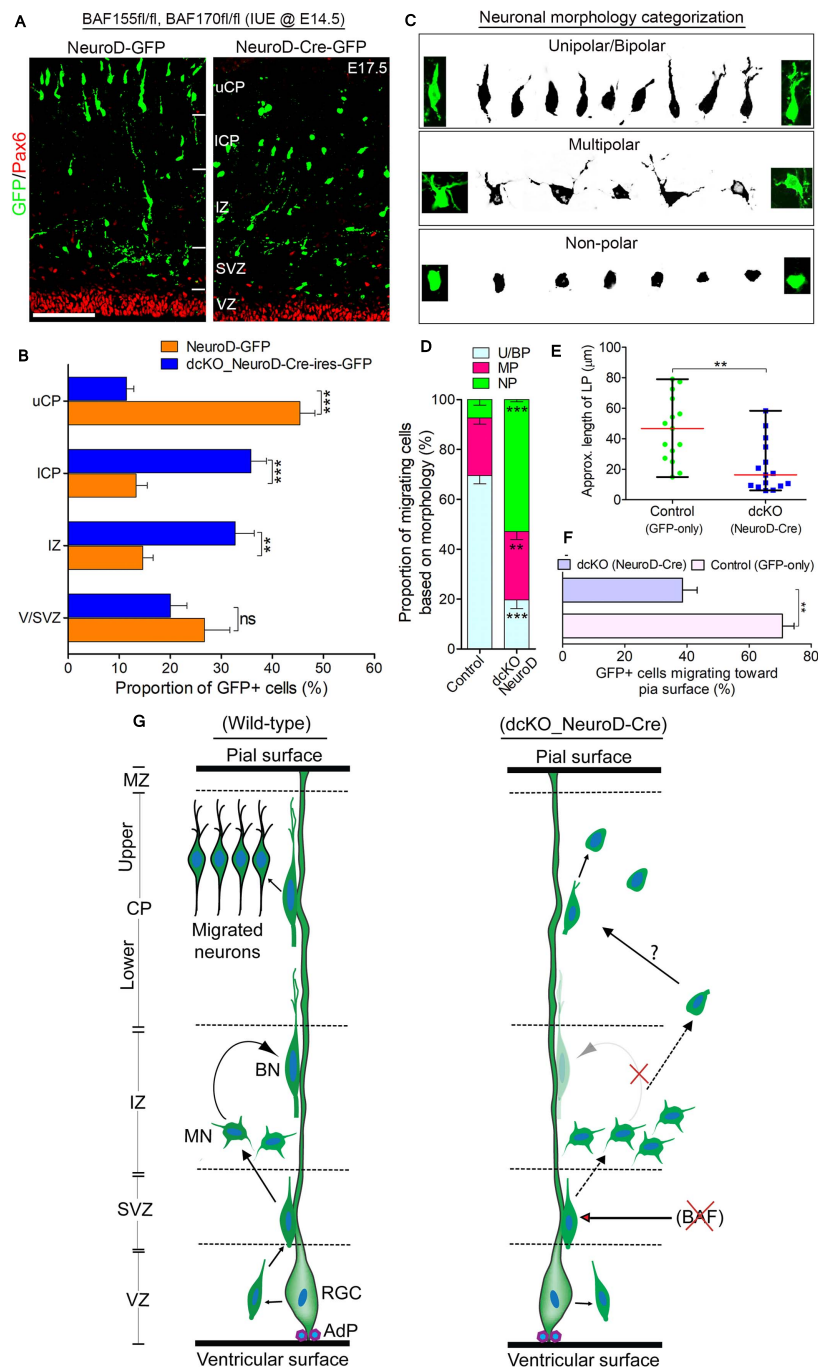 A
BAF155fl/fl, BAF170fl/fl (IUE @ E14.5)
NeuroD-GFP
NeuroD-Cre-GFP
E17.5
GFP/Pax6
uCP
lCP
IZ
SVZ
VZ
C
Neuronal morphology categorization
Unipolar/Bipolar
Multipolar
Non-polar
B
NeuroD-GFP
dcKO_NeuroD-Cre-ires-GFP
uCP
lCP
IZ
V/SVZ
***
***
**
ns
0 10 20 30 40 50 60
Proportion of GFP+ cells (%)
D
U/BP
MP
NP
Proportion of migrating cells
based on morphology (%)
100
80
60
40
20
0
***
**
***
Control
dcKO
NeuroD
E
Approx. length of LP (μm)
100
80
60
40
20
0
**
Control
(GFP-only)
dcKO
(NeuroD-Cre)
F
dcKO (NeuroD-Cre)
Control (GFP-only)
**
0 20 40 60 80
GFP+ cells migrating toward
pia surface (%)
G
(Wild-type)
(dcKO_NeuroD-Cre)
Pial surface
Pial surface
MZ
Upper
CP
Lower
IZ
SVZ
VZ
Migrated
neurons
BN
MN
RGC
AdP
Ventricular surface
?
(BAF)
Ventricular surface